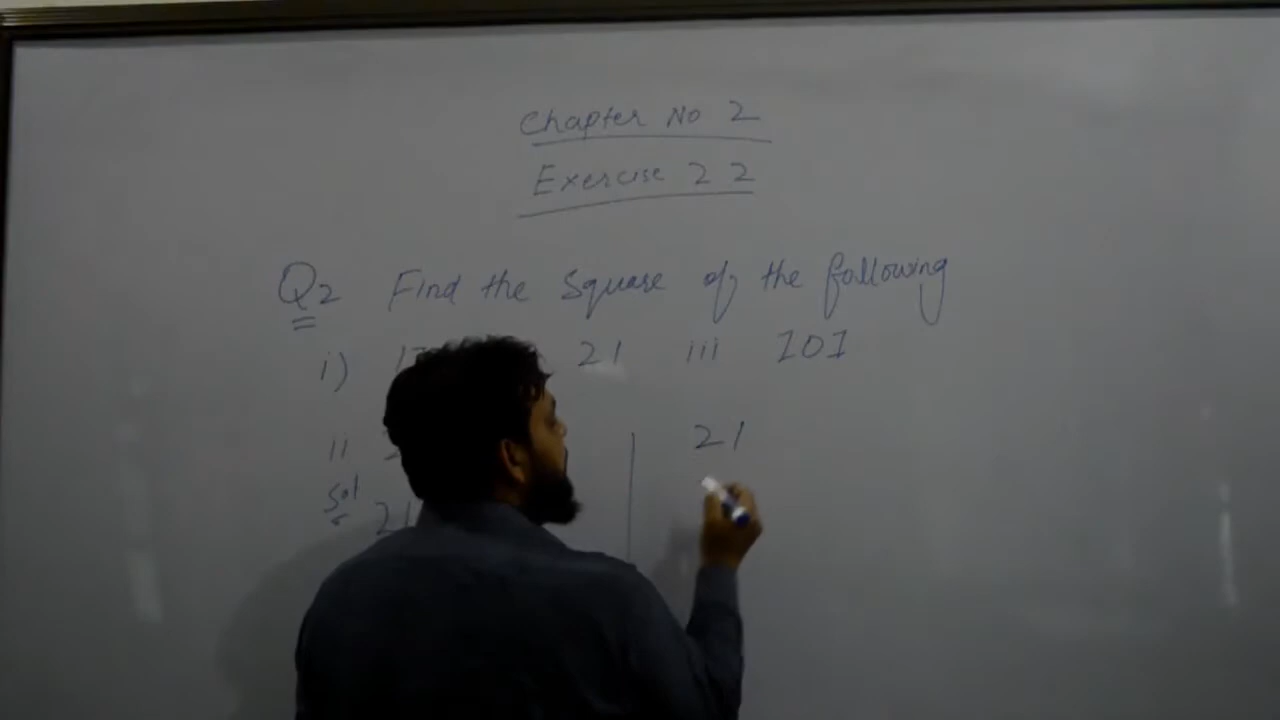 Chapter No 2
Exercise 2 2
Q2 Find the Square of the following
i) 21 iii 101
ii 21
Sol 21